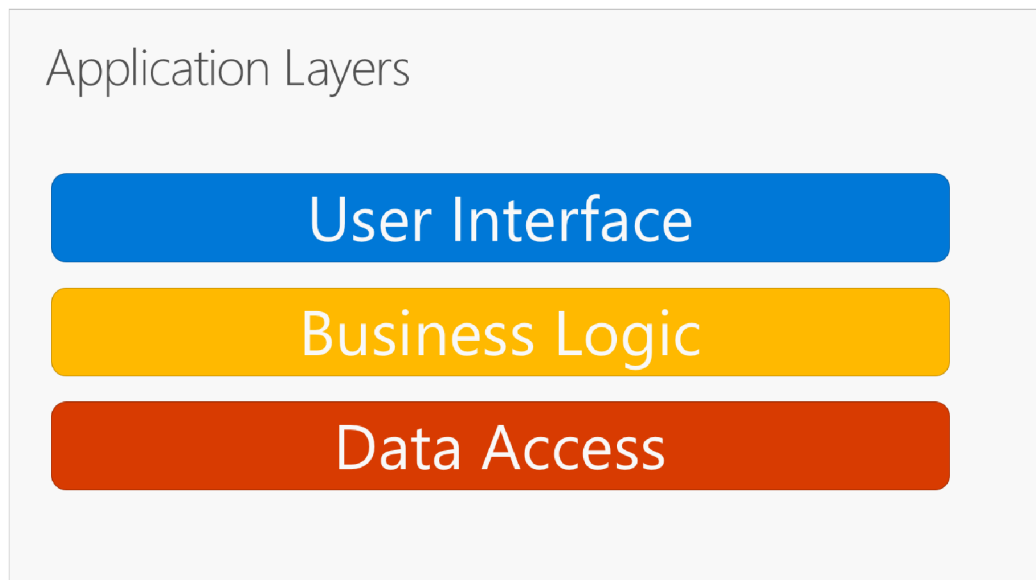 Application Layers
User Interface
Business Logic
Data Access